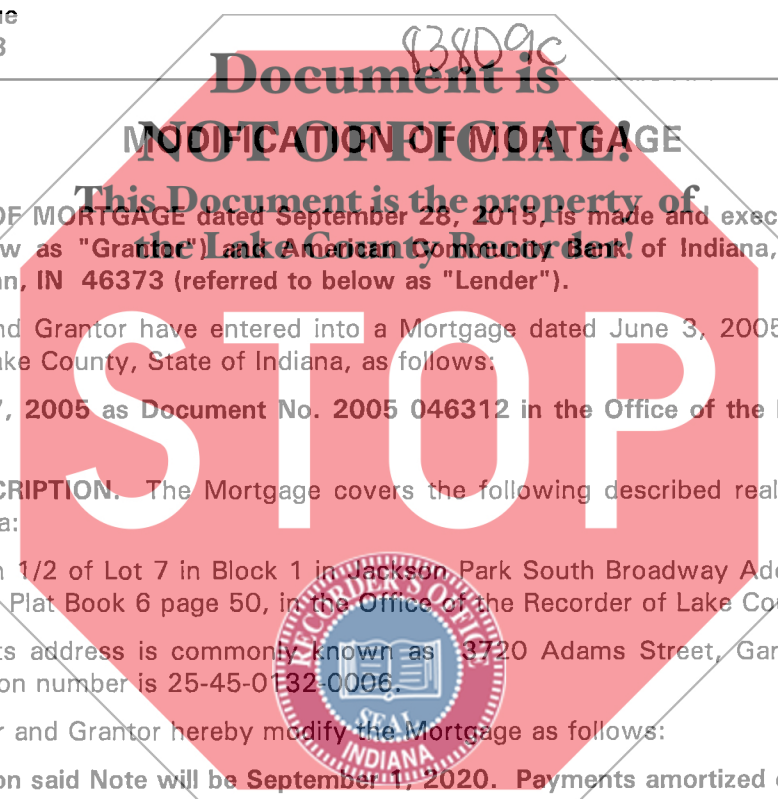 ue
3
83809c
Document is
NOT OFFICIAL!
MODIFICATION OF MORTGAGE
This Document is the property of
the Lake County Recorder!
OF MORTGAGE dated September 28, 2015, is made and exec
ow as "Grantor") and American Community Bank of Indiana,
n, IN 46373 (referred to below as "Lender").
nd Grantor have entered into a Mortgage dated June 3, 2005
ake County, State of Indiana, as follows:
7, 2005 as Document No. 2005 046312 in the Office of the
STOP
CRIPTION. The Mortgage covers the following described real
a:
1/2 of Lot 7 in Block 1 in Jackson Park South Broadway Ad
Plat Book 6 page 50, in the Office of the Recorder of Lake Co
ts address is commonly known as 3720 Adams Street, Gar
on number is 25-45-0132-0006.
r and Grantor hereby modify the Mortgage as follows:
on said Note will be September 1, 2020. Payments amortized
RECORDER'S OFFICE
SEAL
INDIANA